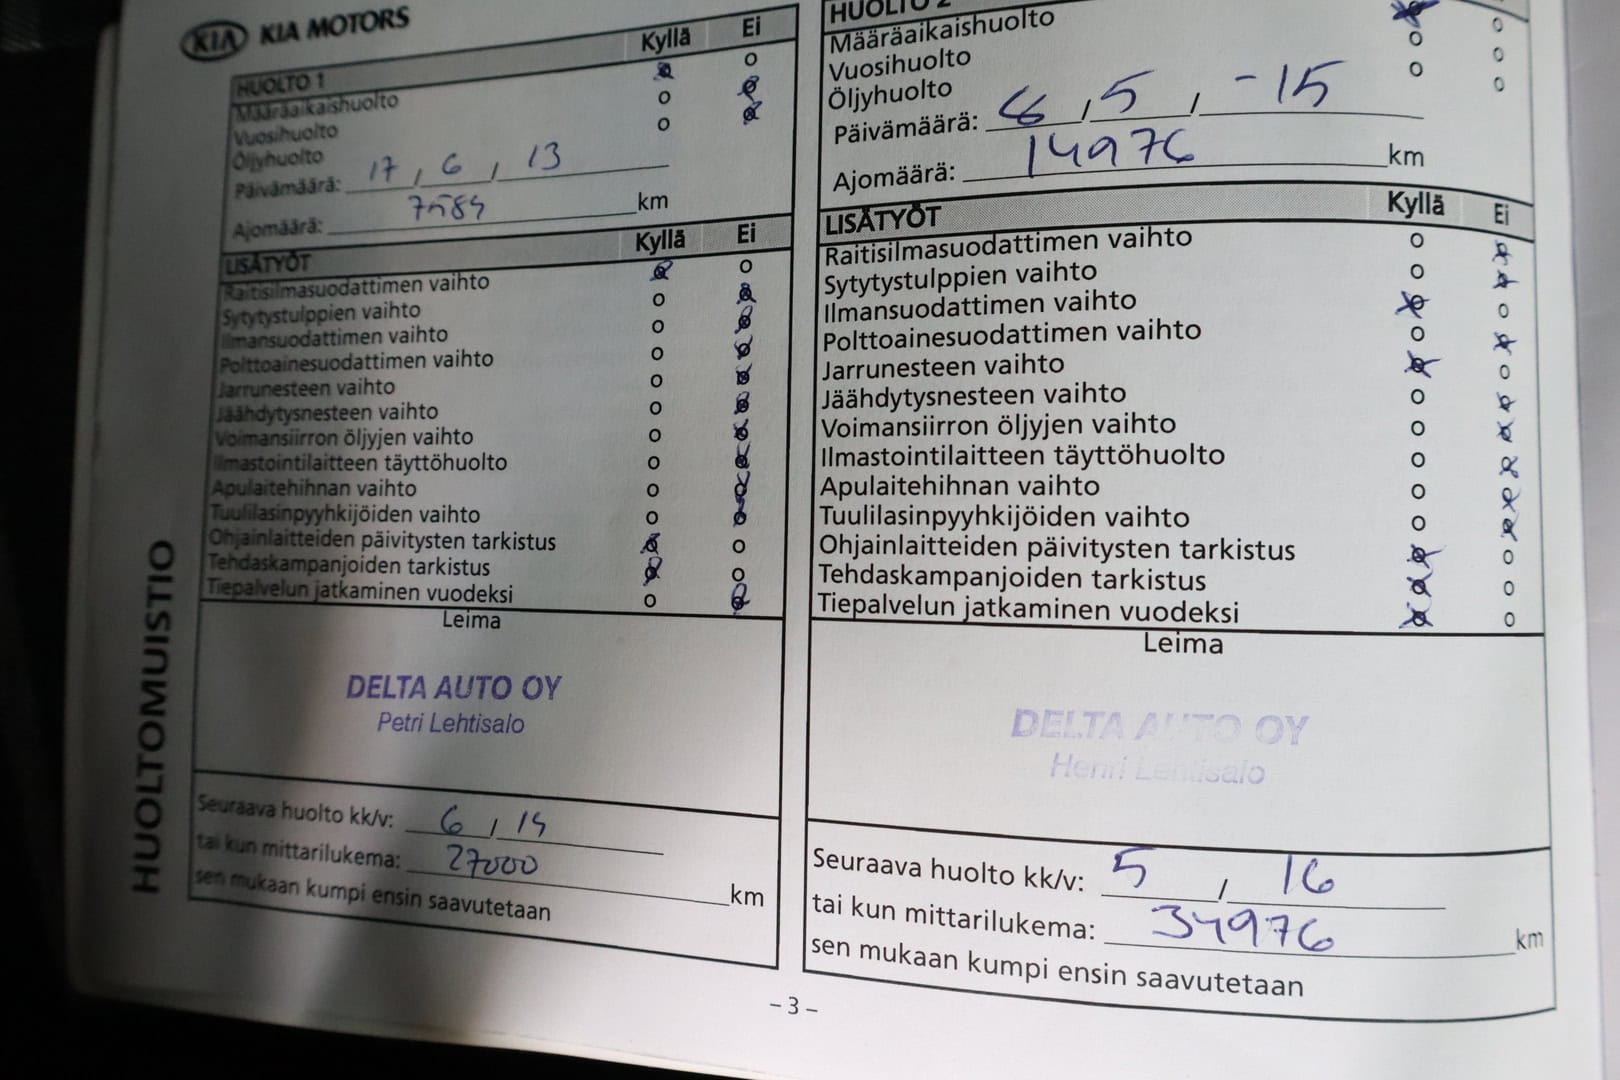 KIA KIA MOTORS
HUOLTO 1 Kyllä Ei
Määräaikaishuolto
Vuosihuolto
Öljyhuolto
Päivämäärä: 17 / 6 / 13
Ajomäärä: 7584 km
LISÄTYÖT Kyllä Ei
Raitisilmasuodattimen vaihto
Sytytystulppien vaihto
Ilmansuodattimen vaihto
Polttoainesuodattimen vaihto
Jarrunesteen vaihto
Jäähdytysnesteen vaihto
Voimansiirron öljyjen vaihto
Ilmastointilaitteen täyttöhuolto
Apulaitehihnan vaihto
Tuulilasinpyyhkijöiden vaihto
Ohjainlaitteiden päivitysten tarkistus
Tehdaskampanjoiden tarkistus
Tiepalvelun jatkaminen vuodeksi
Leima
DELTA AUTO OY
Petri Lehtisalo
Seuraava huolto kk/v: 6 / 14
tai kun mittarilukema: 27000 km
sen mukaan kumpi ensin saavutetaan
HUOLTOMUISTIO
HUOLTO 2
Määräaikaishuolto
Vuosihuolto
Öljyhuolto
Päivämäärä: 6 / 5 / -15
Ajomäärä: 14976 km
LISÄTYÖT Kyllä Ei
Raitisilmasuodattimen vaihto
Sytytystulppien vaihto
Ilmansuodattimen vaihto
Polttoainesuodattimen vaihto
Jarrunesteen vaihto
Jäähdytysnesteen vaihto
Voimansiirron öljyjen vaihto
Ilmastointilaitteen täyttöhuolto
Apulaitehihnan vaihto
Tuulilasinpyyhkijöiden vaihto
Ohjainlaitteiden päivitysten tarkistus
Tehdaskampanjoiden tarkistus
Tiepalvelun jatkaminen vuodeksi
Leima
DELTA AUTO OY
Henri Lehtisalo
Seuraava huolto kk/v: 5 / 16
tai kun mittarilukema: 34976 km
sen mukaan kumpi ensin saavutetaan
– 3 –